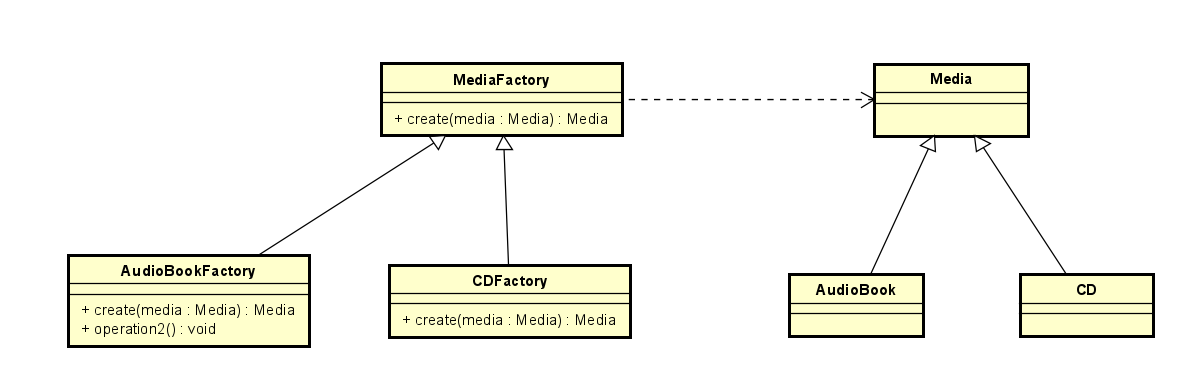 MediaFactory
+ create(media : Media) : Media
Media
AudioBookFactory
+ create(media : Media) : Media
+ operation2() : void
CDFactory
+ create(media : Media) : Media
AudioBook
CD